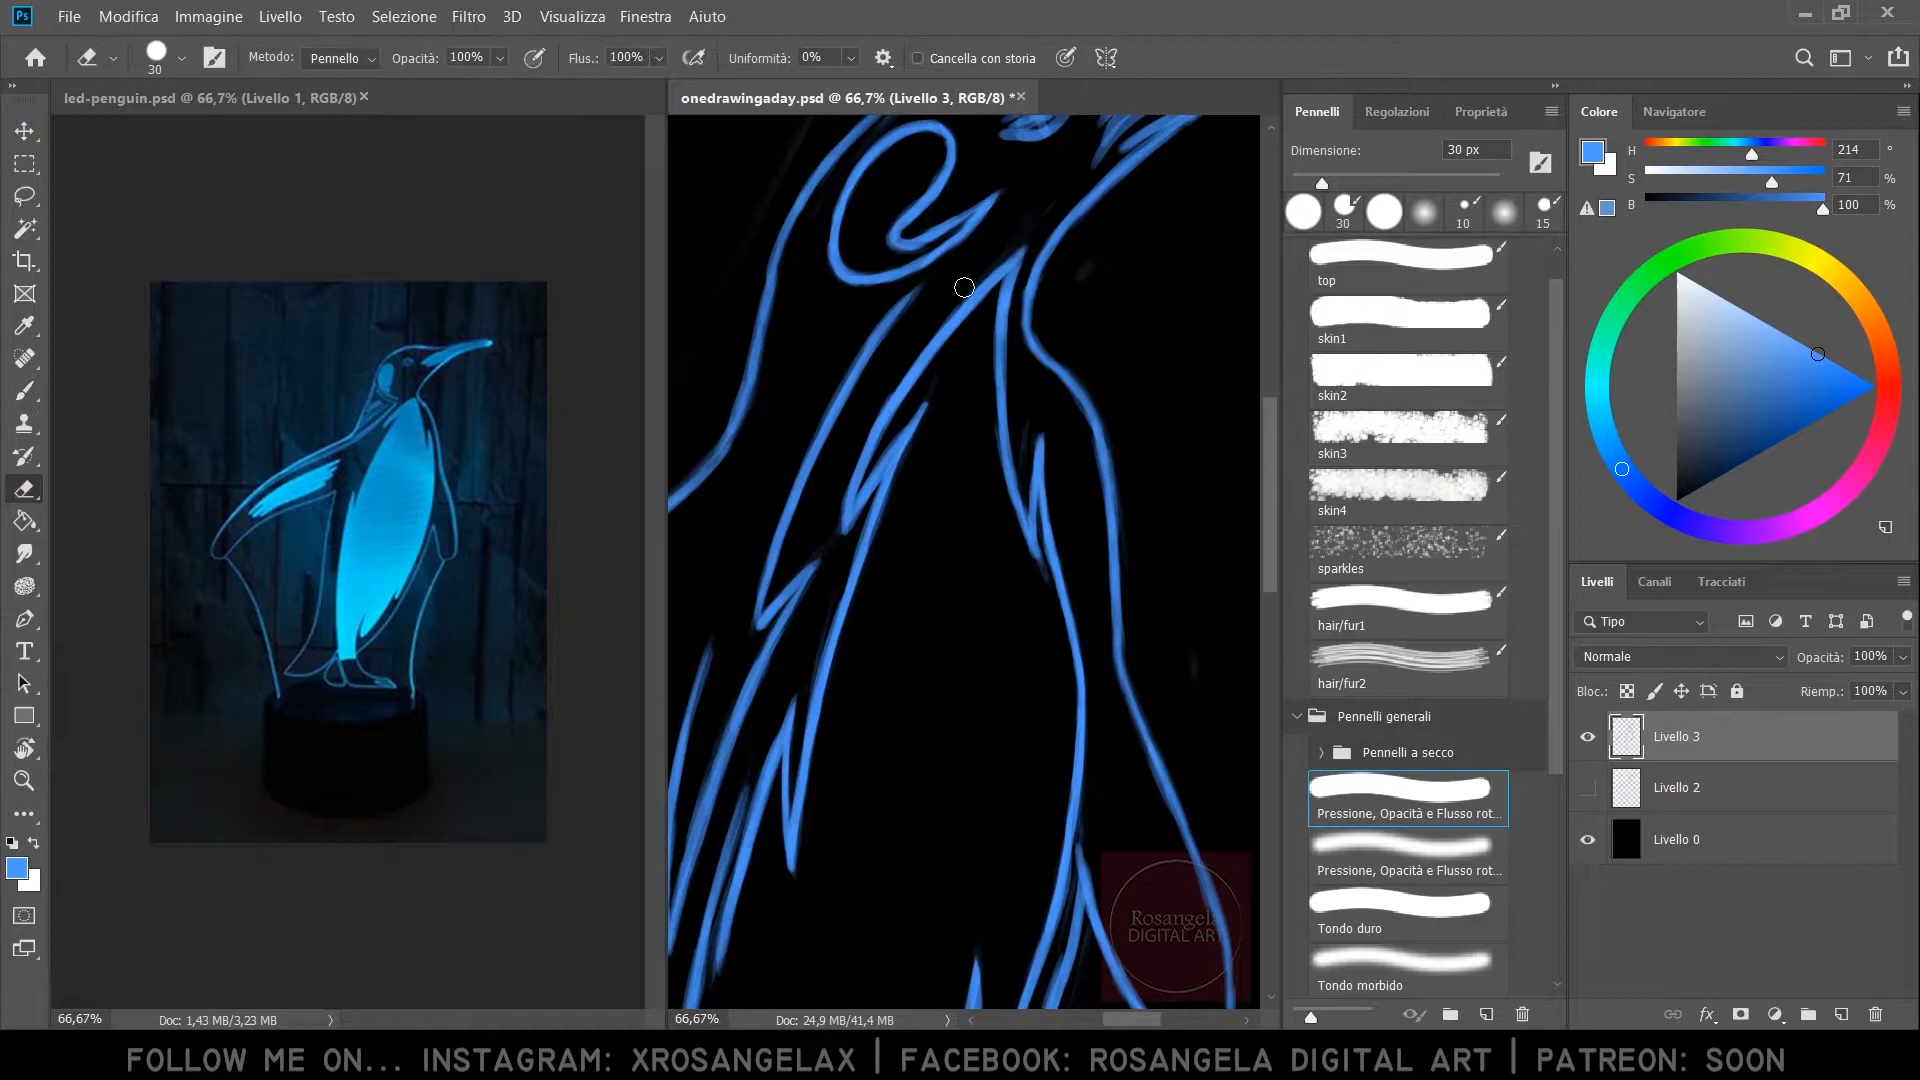 Ps File Modifica Immagine Livello Testo Selezione Filtro 3D Visualizza Finestra Aiuto
30 Metodo: Pennello Opacità: 100% Flus.: 100% Uniformità: 0% Cancella con storia
led-penguin.psd @ 66,7% (Livello 1, RGB/8)
onedrawingaday.psd @ 66,7% (Livello 3, RGB/8) *
Pennelli Regolazioni Proprietà
Dimensione: 30 px
30 10 15
top
skin1
skin2
skin3
skin4
sparkles
hair/fur1
hair/fur2
Pennelli generali
Pennelli a secco
Pressione, Opacità e Flusso rot...
Pressione, Opacità e Flusso rot...
Tondo duro
Tondo morbido
Colore Navigatore
H 214 °
S 71 %
B 100 %
Livelli Canali Tracciati
Tipo
Normale Opacità: 100%
Bloc.: Riemp.: 100%
Livello 3
Livello 2
Livello 0
Rosangela
DIGITAL ART
66,67% Doc: 1,43 MB/3,23 MB
66,67% Doc: 24,9 MB/41,4 MB
FOLLOW ME ON... INSTAGRAM: XROSANGELAX | FACEBOOK: ROSANGELA DIGITAL ART | PATREON: SOON